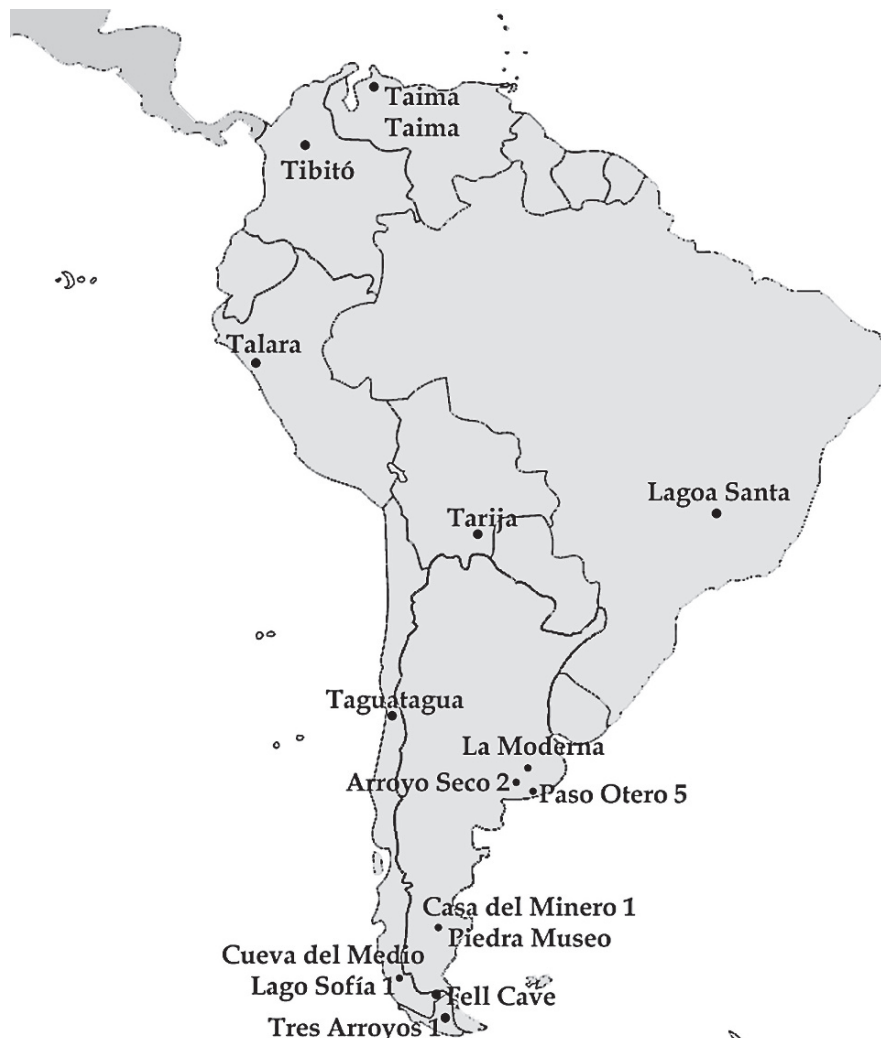 Taima
Taima
Tibitó
Talara
Lagoa Santa
Tarija
Taguatagua
La Moderna
Arroyo Seco 2
Paso Otero 5
Casa del Minero 1
Piedra Museo
Cueva del Medio
Lago Sofía 1
Fell Cave
Tres Arroyos 1